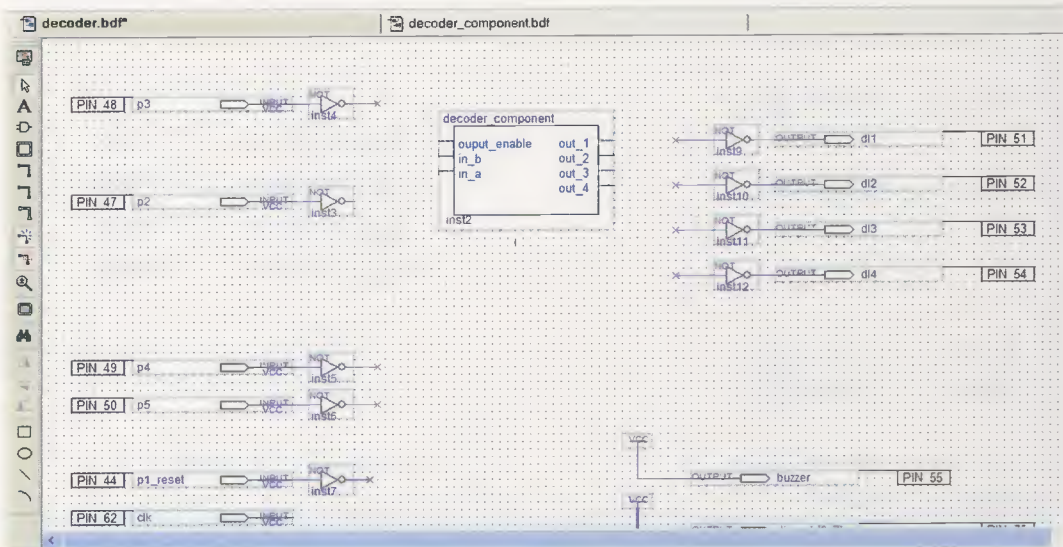 decoder.bdf*
decoder_component.bdf
PIN 48 p3 INPUT VCC NOT inst4
decoder_component
ouput_enable out_1
in_b out_2
in_a out_3
out_4
inst2
NOT inst9 OUTPUT dl1 PIN 51
NOT inst10 OUTPUT dl2 PIN 52
NOT inst11 OUTPUT dl3 PIN 53
NOT inst12 OUTPUT dl4 PIN 54
PIN 47 p2 INPUT VCC NOT inst3
PIN 49 p4 INPUT VCC NOT inst5
PIN 50 p5 INPUT VCC NOT inst6
PIN 44 p1_reset INPUT VCC NOT inst7
PIN 62 clk INPUT VCC
VCC
OUTPUT buzzer PIN 55
VCC